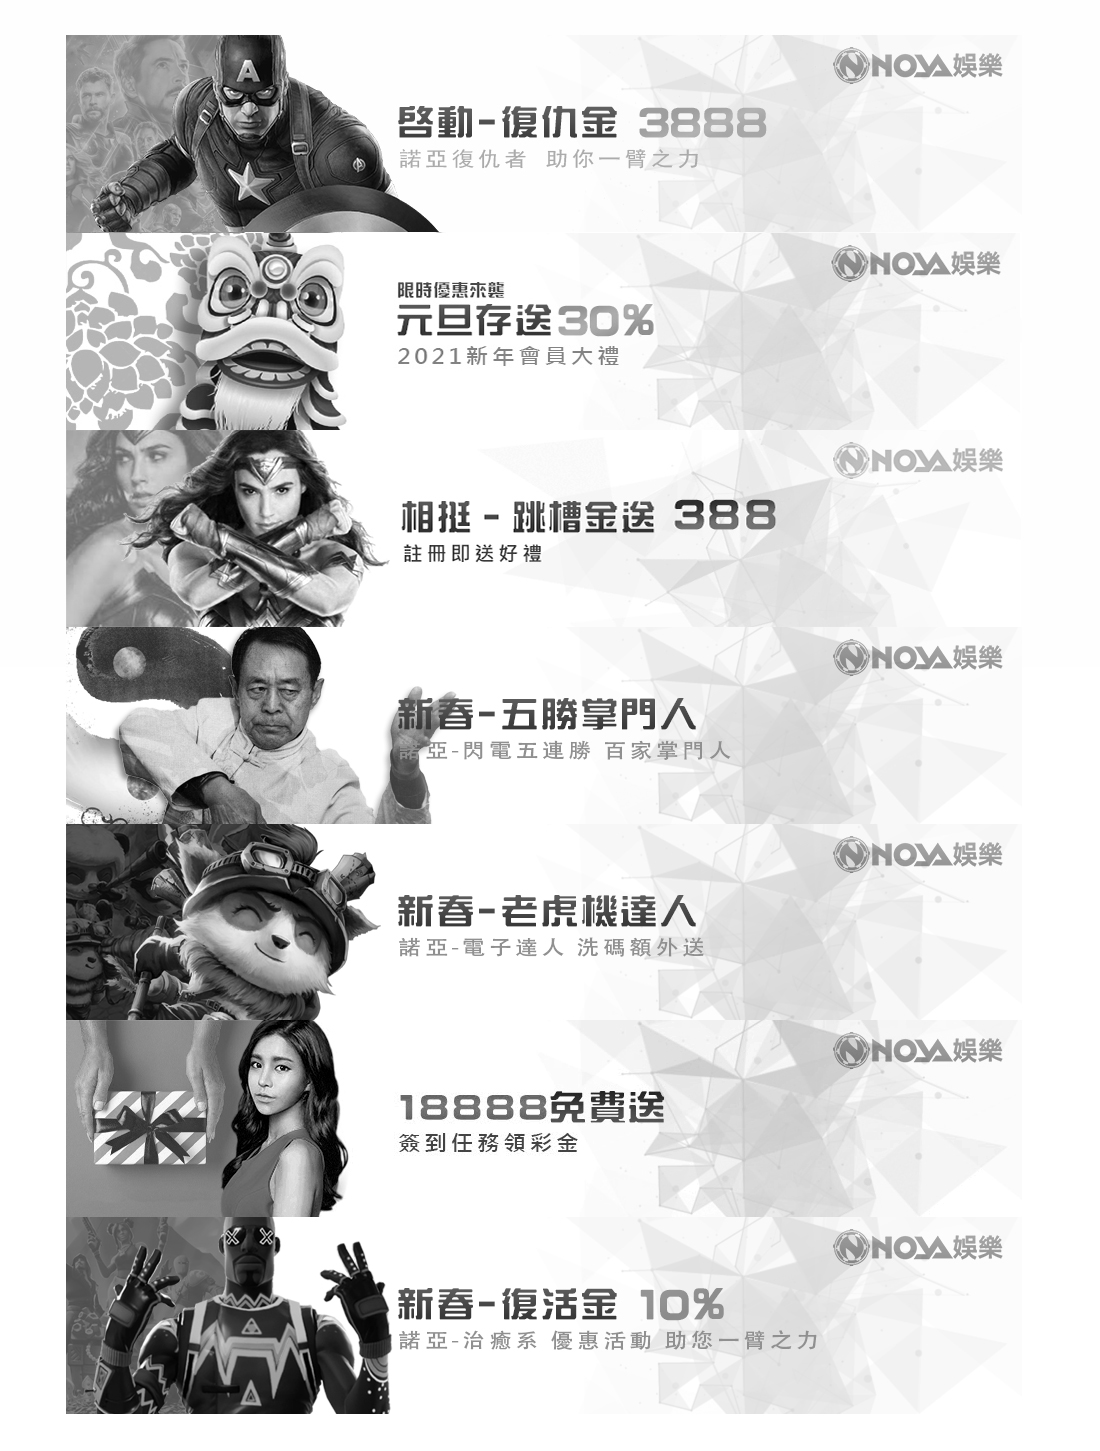 NOVA娛樂
啓動-復仇金 3888
諾亞復仇者 助你一臂之力
NOVA娛樂
限時優惠來襲
元旦存送30%
2021新年會員大禮
NOVA娛樂
相挺 - 跳槽金送 388
註冊即送好禮
NOVA娛樂
新春-五勝掌門人
諾亞-閃電五連勝 百家掌門人
NOVA娛樂
新春-老虎機達人
諾亞-電子達人 洗碼額外送
NOVA娛樂
18888免費送
簽到任務領彩金
NOVA娛樂
新春-復活金 10%
諾亞-治癒系 優惠活動 助您一臂之力